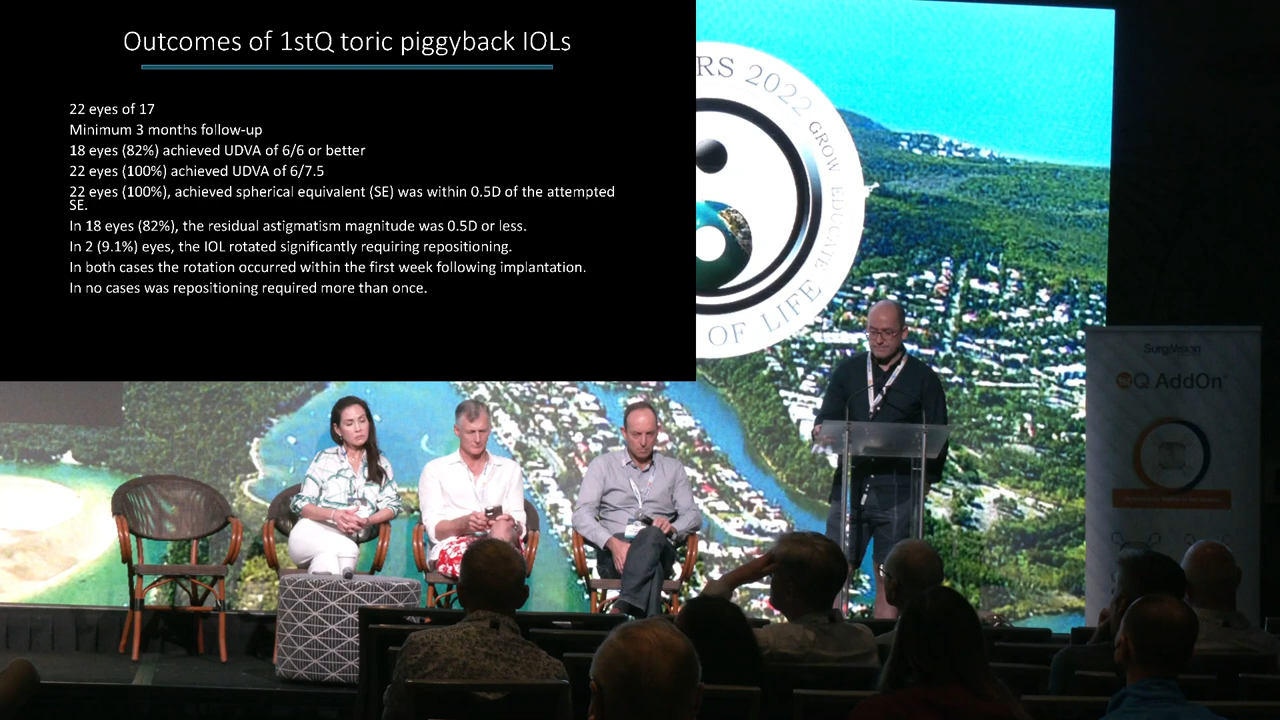 Outcomes of 1stQ toric piggyback IOLs
22 eyes of 17
Minimum 3 months follow-up
18 eyes (82%) achieved UDVA of 6/6 or better
22 eyes (100%) achieved UDVA of 6/7.5
22 eyes (100%), achieved spherical equivalent (SE) was within 0.5D of the attempted
SE.
In 18 eyes (82%), the residual astigmatism magnitude was 0.5D or less.
In 2 (9.1%) eyes, the IOL rotated significantly requiring repositioning.
In both cases the rotation occurred within the first week following implantation.
In no cases was repositioning required more than once.
RS 2022
GROW EDUCATE
OF LIFE
SurgiVision
1stQ AddOn